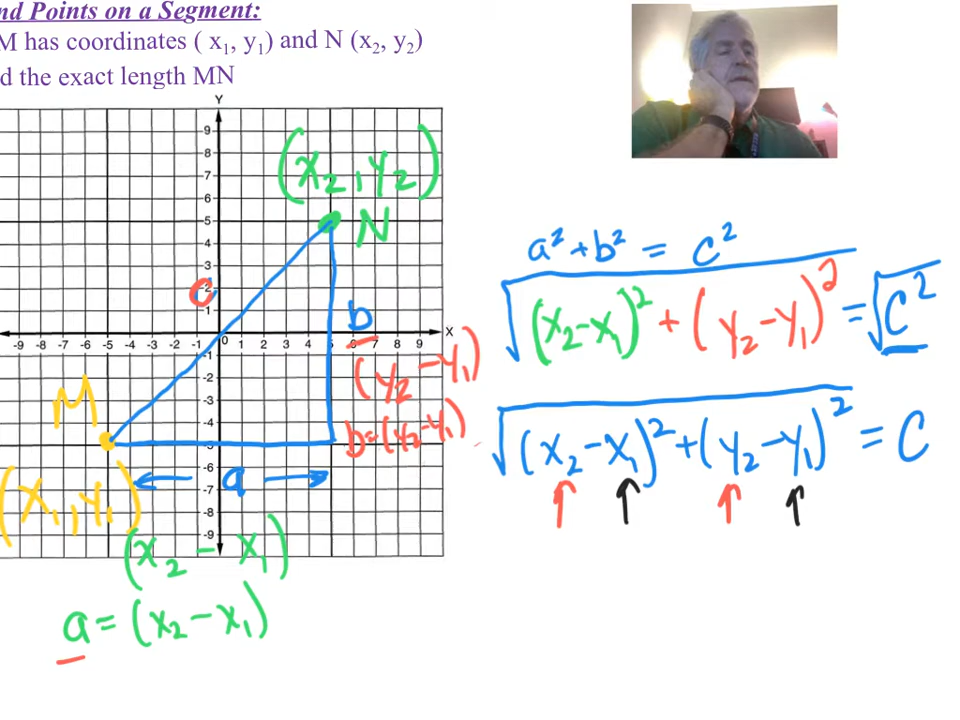 nd Points on a Segment:
M has coordinates ( x₁, y₁) and N (x₂, y₂)
d the exact length MN
Y
9
8
7
6
5
4
3
2
1
-9 -8 -7 -6 -5 -4 -3 -2 -1 0 1 2 3 4 5 6 7 8 9 X
-1
-2
-3
-4
-5
-6
-7
-8
-9
(x₂, y₂)
N
c
b
(y₂ - y₁)
b = (y₂ - y₁)
M
(x₁, y₁)
a
(x₂ - x₁)
a = (x₂ - x₁)
a² + b² = c²
√(x₂ - x₁)² + (y₂ - y₁)² = √c²
√(x₂ - x₁)² + (y₂ - y₁)² = c